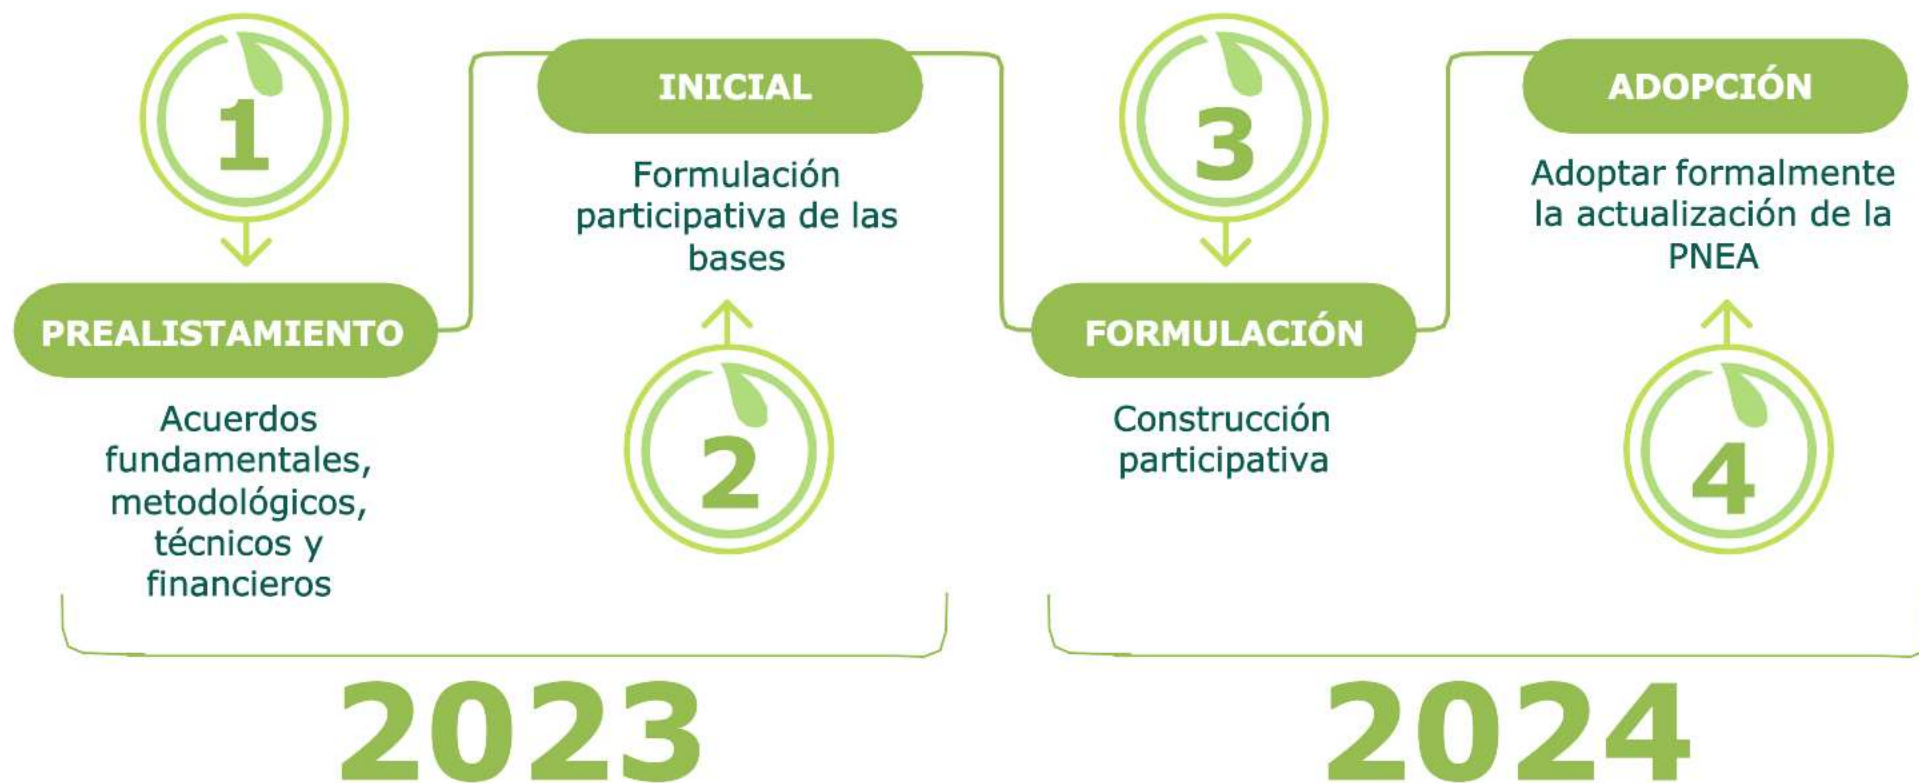 1
PREALISTAMIENTO
Acuerdos
fundamentales,
metodológicos,
técnicos y
financieros
INICIAL
Formulación
participativa de las
bases
2
3
FORMULACIÓN
Construcción
participativa
ADOPCIÓN
Adoptar formalmente
la actualización de la
PNEA
4
2023
2024